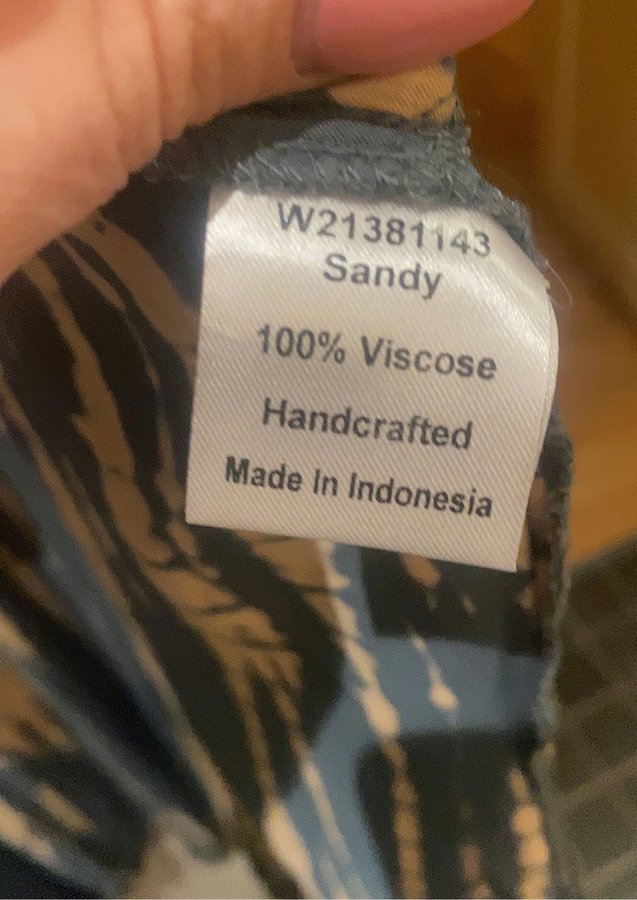 W21381143
Sandy
100% Viscose
Handcrafted
Made In Indonesia